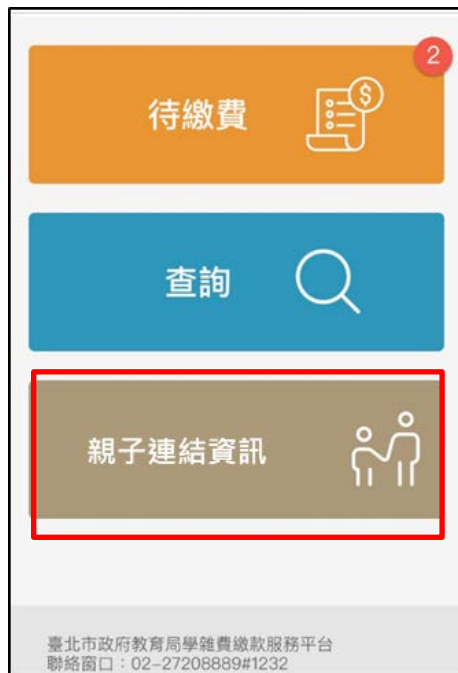 2
待繳費
查詢
親子連結資訊
臺北市政府教育局學雜費繳款服務平台
聯絡窗口：02-27208889#1232